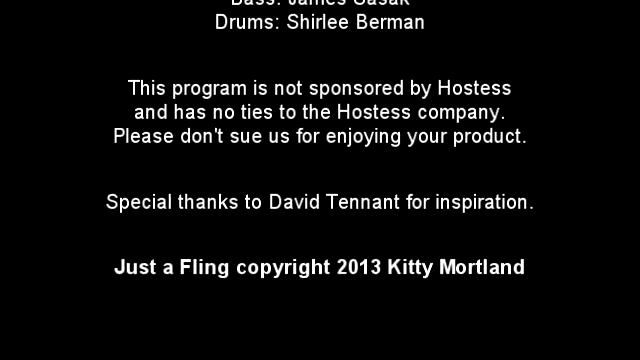 Bass: James Sasak
Drums: Shirlee Berman
This program is not sponsored by Hostess
and has no ties to the Hostess company.
Please don't sue us for enjoying your product.
Special thanks to David Tennant for inspiration.
Just a Fling copyright 2013 Kitty Mortland